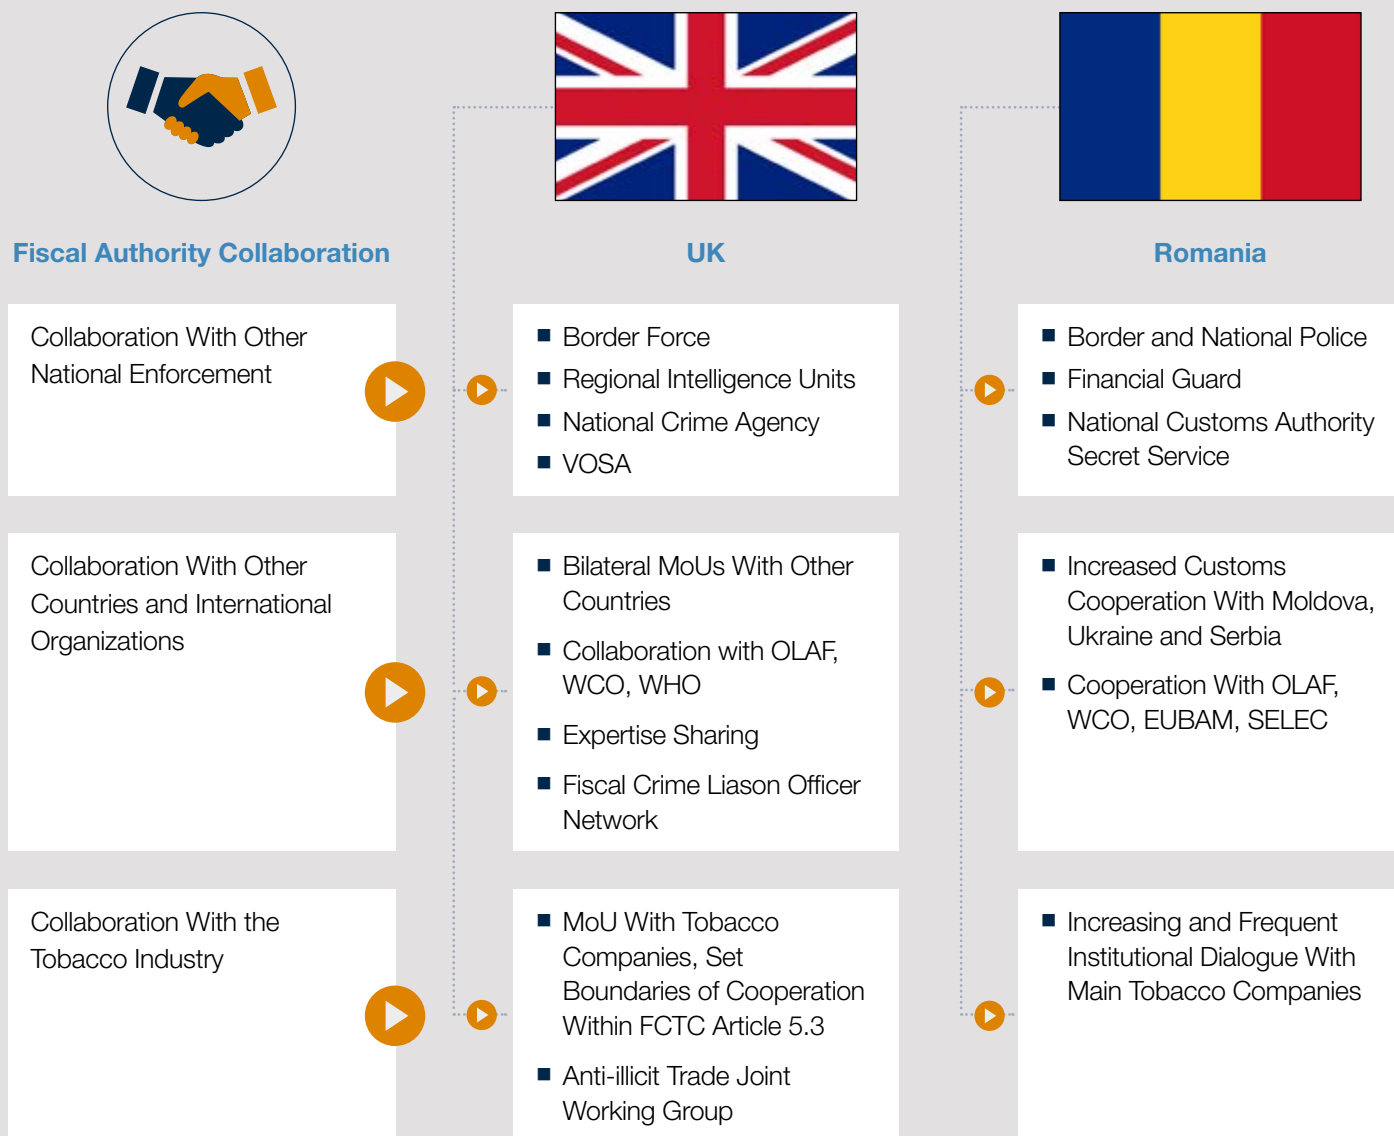 Fiscal Authority Collaboration
UK
Romania
Collaboration With Other
National Enforcement
Border Force
Regional Intelligence Units
National Crime Agency
VOSA
Border and National Police
Financial Guard
National Customs Authority
Secret Service
Collaboration With Other
Countries and International
Organizations
Bilateral MoUs With Other
Countries
Collaboration with OLAF,
WCO, WHO
Expertise Sharing
Fiscal Crime Liason Officer
Network
Increased Customs
Cooperation With Moldova,
Ukraine and Serbia
Cooperation With OLAF,
WCO, EUBAM, SELEC
Collaboration With the
Tobacco Industry
MoU With Tobacco
Companies, Set
Boundaries of Cooperation
Within FCTC Article 5.3
Anti-illicit Trade Joint
Working Group
Increasing and Frequent
Institutional Dialogue With
Main Tobacco Companies